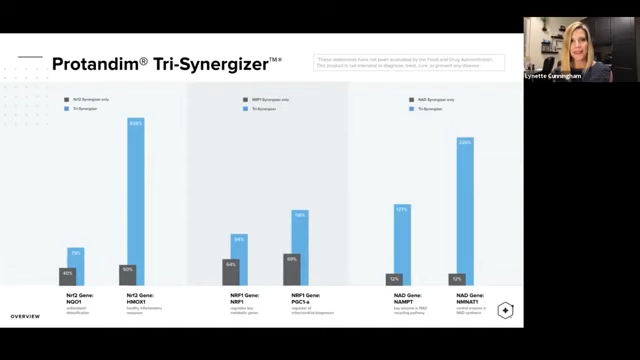 Protandim® Tri-Synergizer™*
*These statements have not been evaluated by the Food and Drug Administration.
This product is not intended to diagnose, treat, cure, or prevent any disease
Lynette Cunningham
Nrf2 Synergizer only
Tri-Synergizer
NRF1 Synergizer only
Tri-Synergizer
NAD Synergizer only
Tri-Synergizer
40%
50%
64%
127%
12%
12%
Nrf2 Gene:
NQO1
antioxidant
detoxification
Nrf2 Gene:
HMOX1
healthy inflammatory
response
NRF1 Gene:
NRF1
regulates key
metabolic genes
NRF1 Gene:
PGC1-a
regulator of
mitochondrial biogenesis
NAD Gene:
NAMPT
key enzyme in NAD
recycling pathway
NAD Gene:
NMNAT1
central enzyme in
NAD synthesis
OVERVIEW